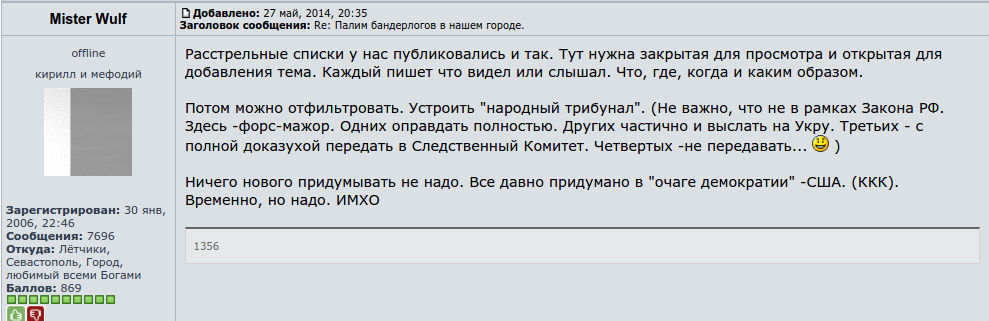 Mister Wulf
Добавлено: 27 май, 2014, 20:35
Заголовок сообщения: Re: Палим бандерлогов в нашем городе.
offline
кирилл и мефодий
Зарегистрирован: 30 янв,
2006, 22:46
Сообщения: 7696
Откуда: Лётчики,
Севастополь, Город,
любимый всеми Богами
Баллов: 869
Расстрельные списки у нас публиковались и так. Тут нужна закрытая для просмотра и открытая для
добавления тема. Каждый пишет что видел или слышал. Что, где, когда и каким образом.
Потом можно отфильтровать. Устроить "народный трибунал". (Не важно, что не в рамках Закона РФ.
Здесь -форс-мажор. Одних оправдать полностью. Других частично и выслать на Укру. Третьих - с
полной доказухой передать в Следственный Комитет. Четвертых -не передавать... )
Ничего нового придумывать не надо. Все давно придумано в "очаге демократии" -США. (ККК).
Временно, но надо. ИМХО
1356